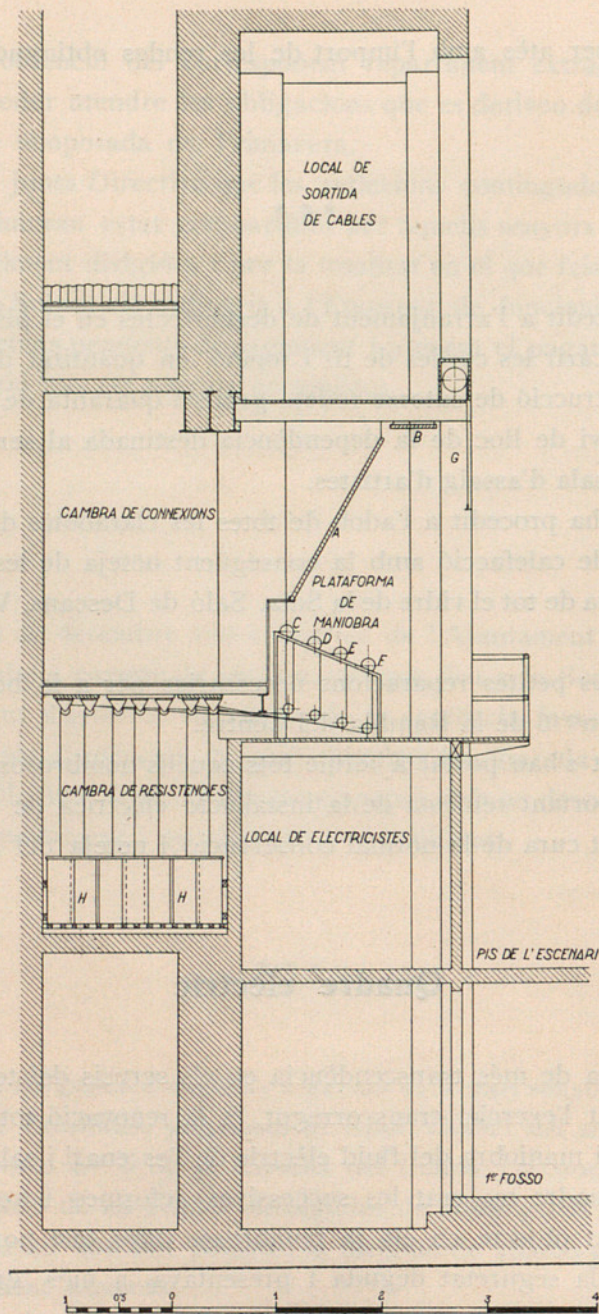 LOCAL DE
SORTIDA
DE CABLES
B
G
CAMBRA DE CONNEXIONS
A
PLATAFORMA
DE
MANIOBRA
C
D
E
F
CAMBRA DE RESISTENCIES
LOCAL DE ELECTRICISTES
H
H
PIS DE L'ESCENARI
1er FOSSO
1
0'5
0
1
2
3
4